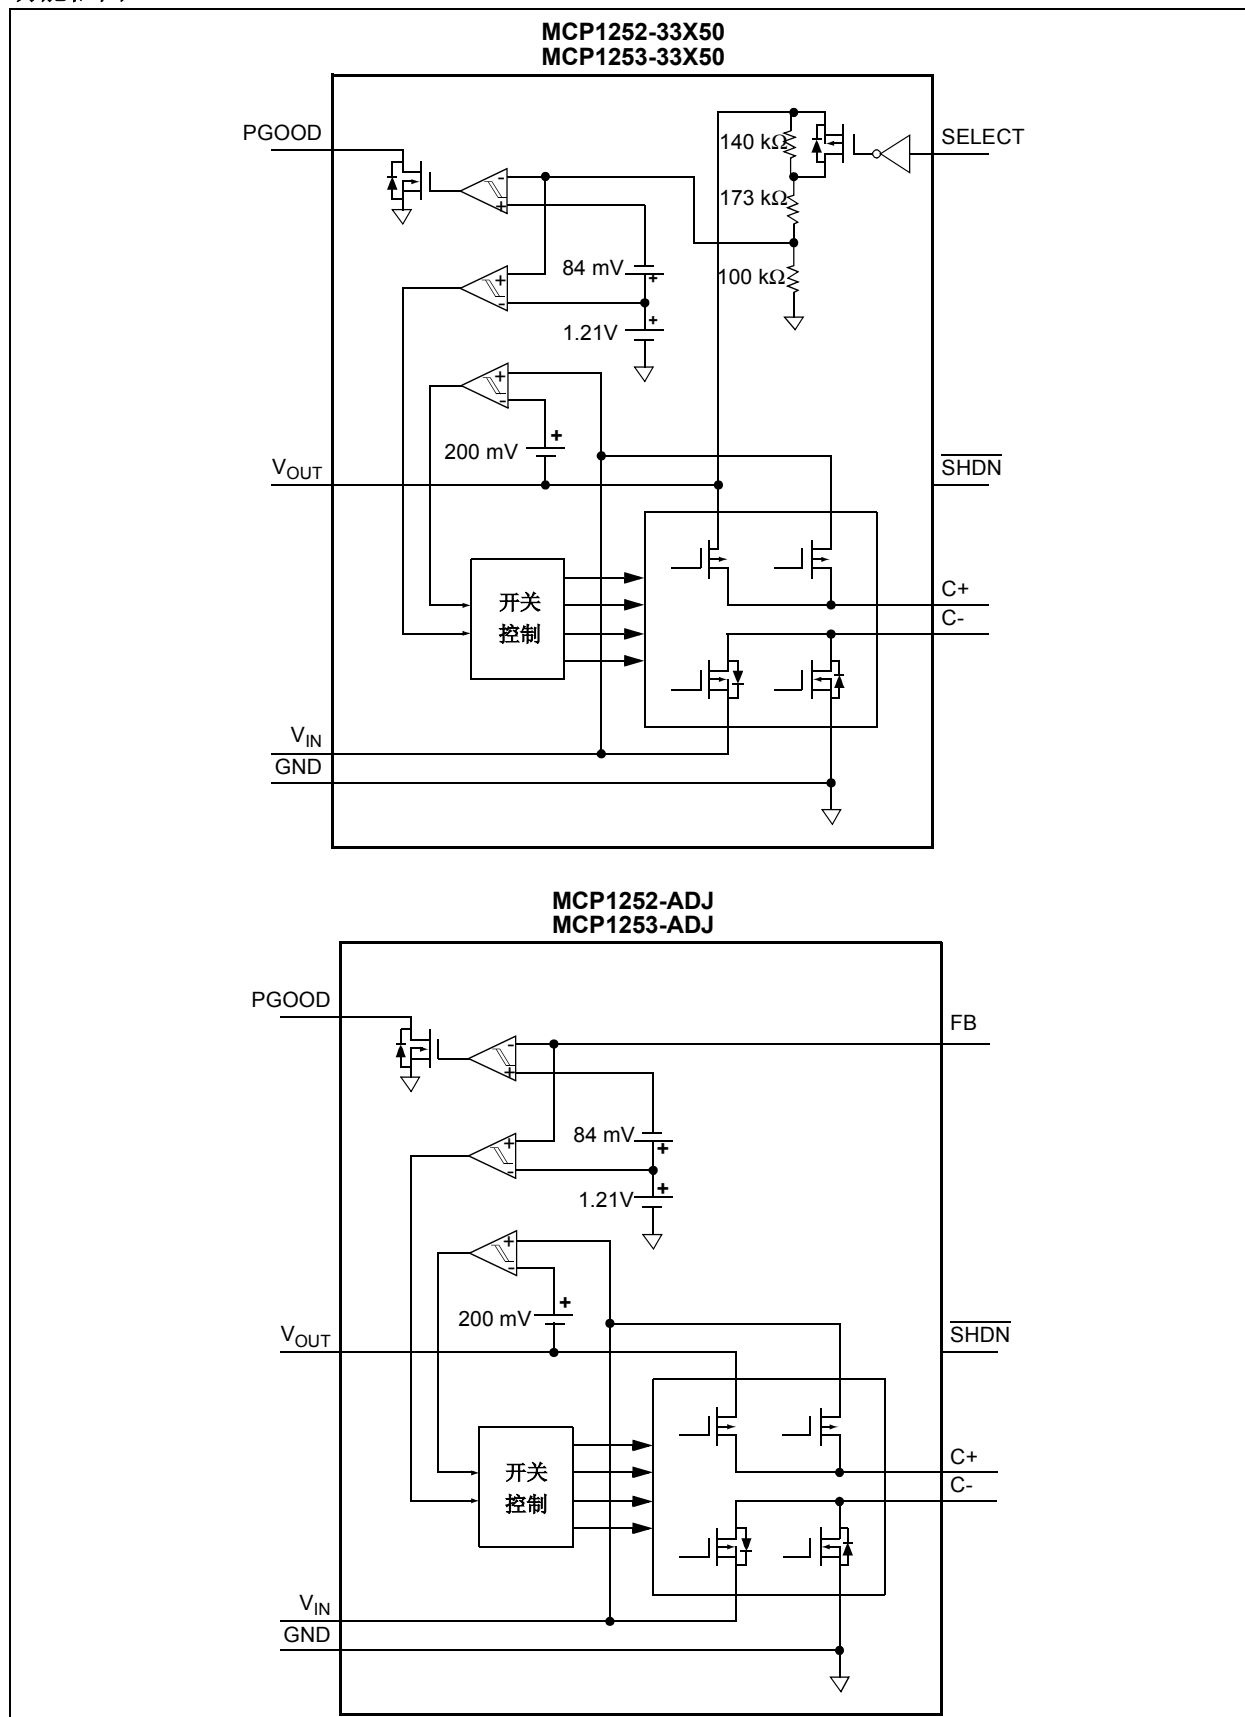 MCP1252-33X50
MCP1253-33X50
PGOOD
SELECT
140 kΩ
173 kΩ
100 kΩ
84 mV
1.21V
200 mV
VOUT
SHDN
开关
控制
C+
C-
VIN
GND
MCP1252-ADJ
MCP1253-ADJ
PGOOD
FB
84 mV
1.21V
200 mV
VOUT
SHDN
开关
控制
C+
C-
VIN
GND